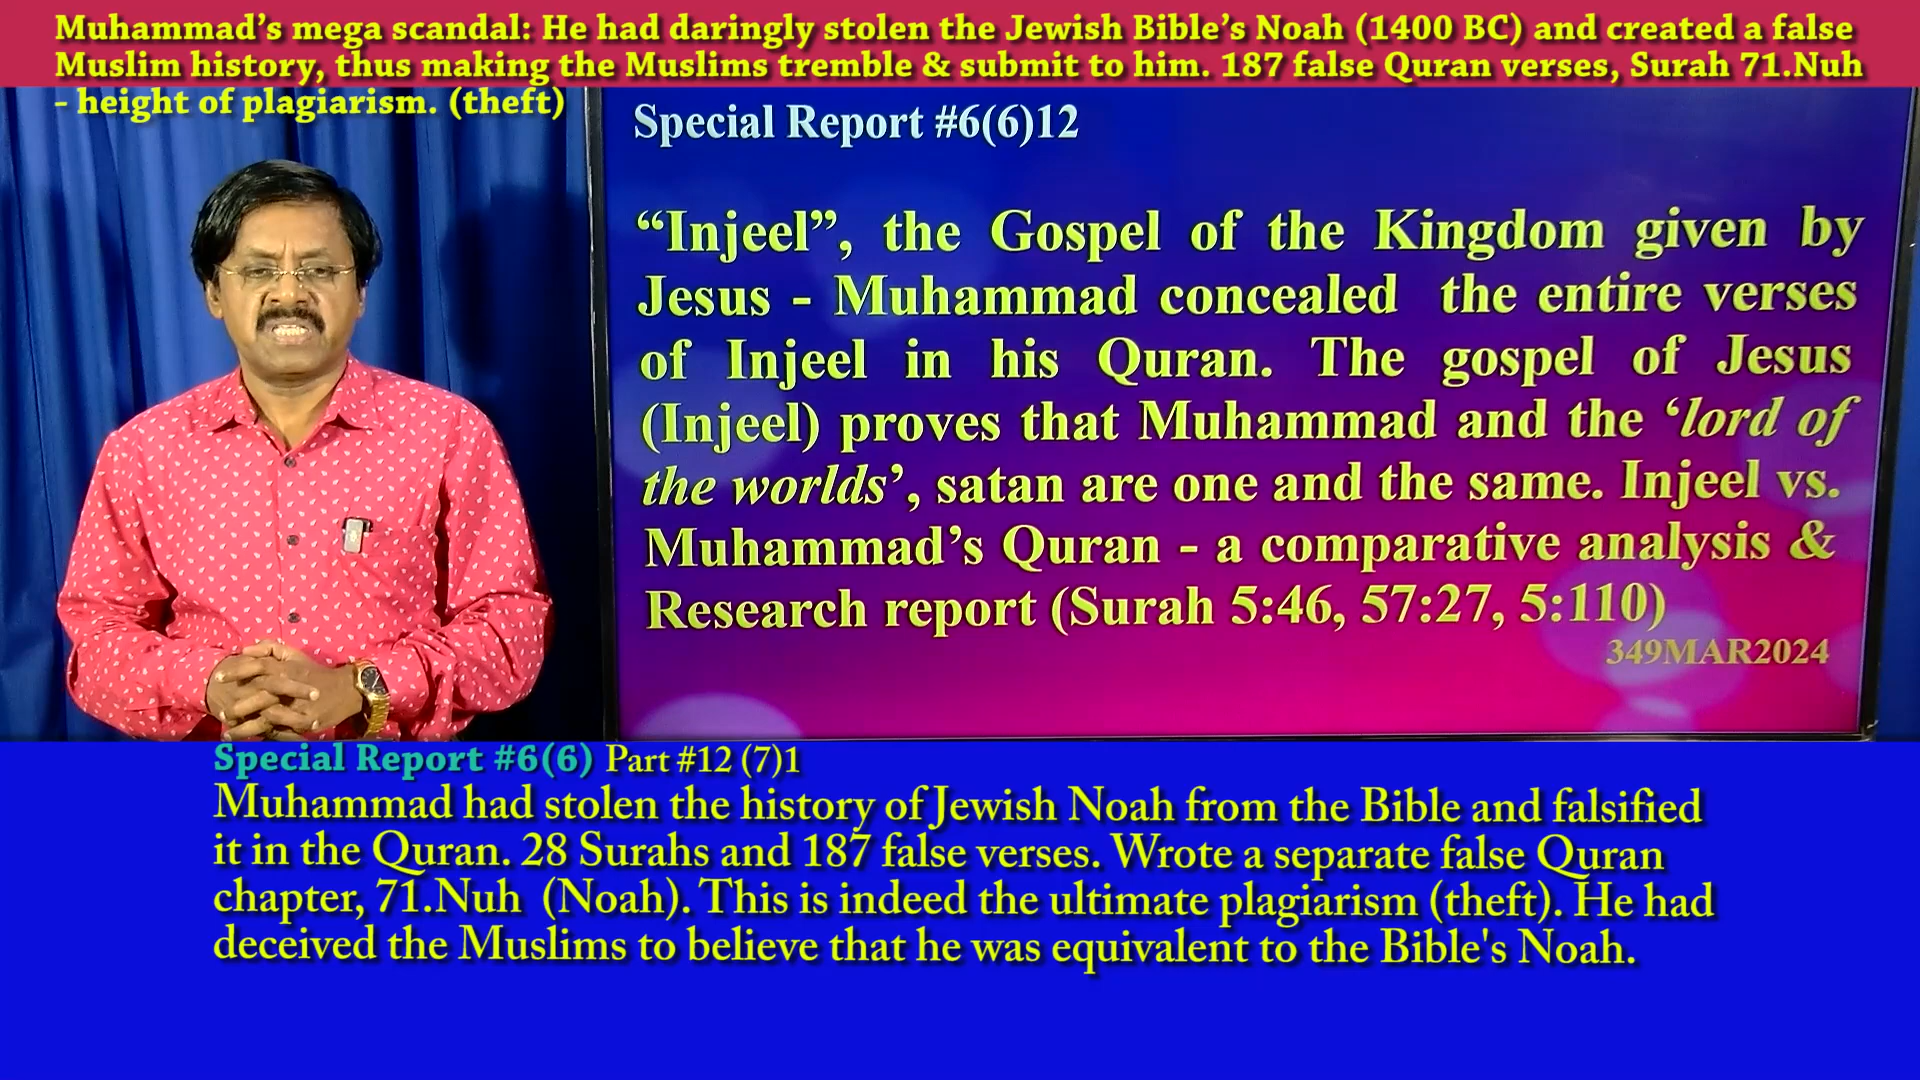 Muhammad’s mega scandal: He had daringly stolen the Jewish Bible’s Noah (1400 BC) and created a false
Muslim history, thus making the Muslims tremble & submit to him. 187 false Quran verses, Surah 71.Nuh
- height of plagiarism. (theft)
Special Report #6(6)12
“Injeel”, the Gospel of the Kingdom given by
Jesus - Muhammad concealed the entire verses
of Injeel in his Quran. The gospel of Jesus
(Injeel) proves that Muhammad and the ‘lord of
the worlds’, satan are one and the same. Injeel vs.
Muhammad’s Quran - a comparative analysis &
Research report (Surah 5:46, 57:27, 5:110)
349MAR2024
Special Report #6(6) Part #12 (7)1
Muhammad had stolen the history of Jewish Noah from the Bible and falsified
it in the Quran. 28 Surahs and 187 false verses. Wrote a separate false Quran
chapter, 71.Nuh (Noah). This is indeed the ultimate plagiarism (theft). He had
deceived the Muslims to believe that he was equivalent to the Bible's Noah.